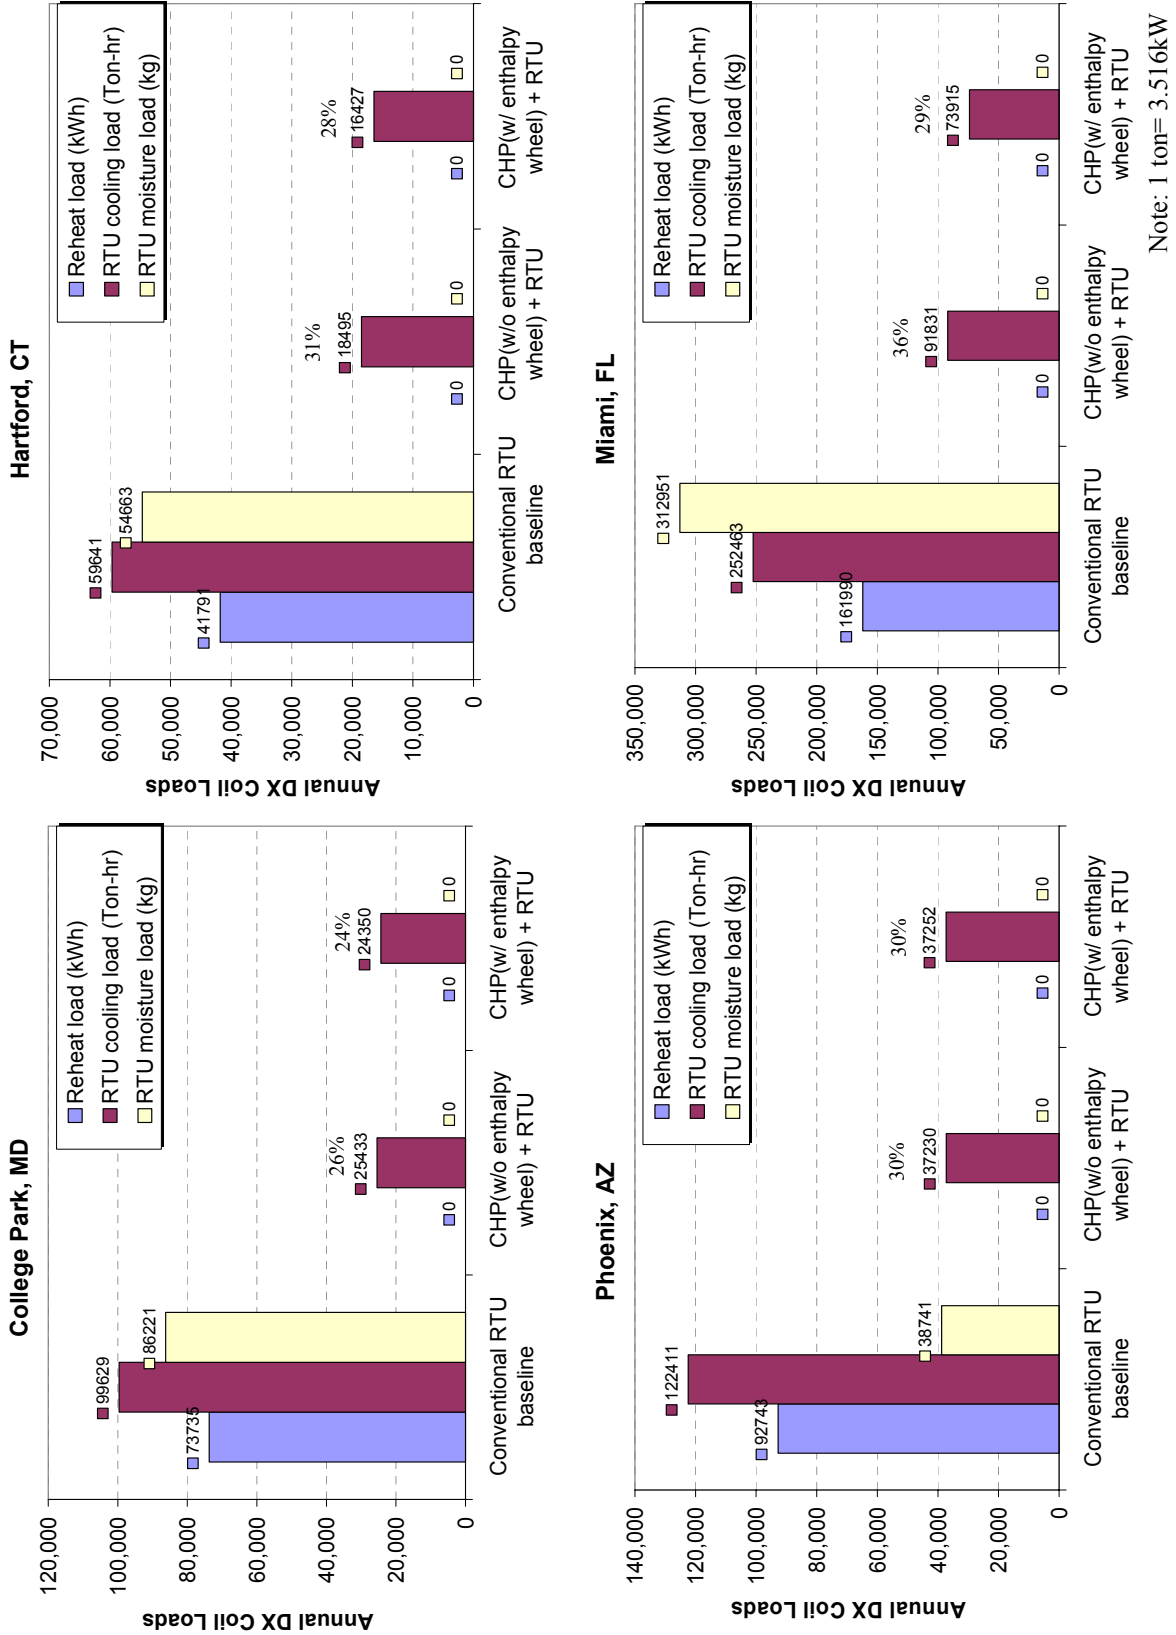 College Park, MD
Annual DX Coil Loads
120,000
100,000
80,000
60,000
40,000
20,000
0
Reheat load (kWh)
RTU cooling load (Ton-hr)
RTU moisture load (kg)
73735
99629
86221
26%
0
25433
0
24%
0
24350
0
Conventional RTU
baseline
CHP(w/o enthalpy
wheel) + RTU
CHP(w/ enthalpy
wheel) + RTU
Hartford, CT
Annual DX Coil Loads
70,000
60,000
50,000
40,000
30,000
20,000
10,000
0
Reheat load (kWh)
RTU cooling load (Ton-hr)
RTU moisture load (kg)
41791
59641
54663
31%
0
18495
0
28%
0
16427
0
Conventional RTU
baseline
CHP(w/o enthalpy
wheel) + RTU
CHP(w/ enthalpy
wheel) + RTU
Phoenix, AZ
Annual DX Coil Loads
140,000
120,000
100,000
80,000
60,000
40,000
20,000
0
Reheat load (kWh)
RTU cooling load (Ton-hr)
RTU moisture load (kg)
92743
122411
38741
30%
0
37230
0
30%
0
37252
0
Conventional RTU
baseline
CHP(w/o enthalpy
wheel) + RTU
CHP(w/ enthalpy
wheel) + RTU
Miami, FL
Annual DX Coil Loads
350,000
300,000
250,000
200,000
150,000
100,000
50,000
0
Reheat load (kWh)
RTU cooling load (Ton-hr)
RTU moisture load (kg)
161990
252463
312951
36%
0
91831
0
29%
0
73915
0
Conventional RTU
baseline
CHP(w/o enthalpy
wheel) + RTU
CHP(w/ enthalpy
wheel) + RTU
Note: 1 ton= 3.516kW